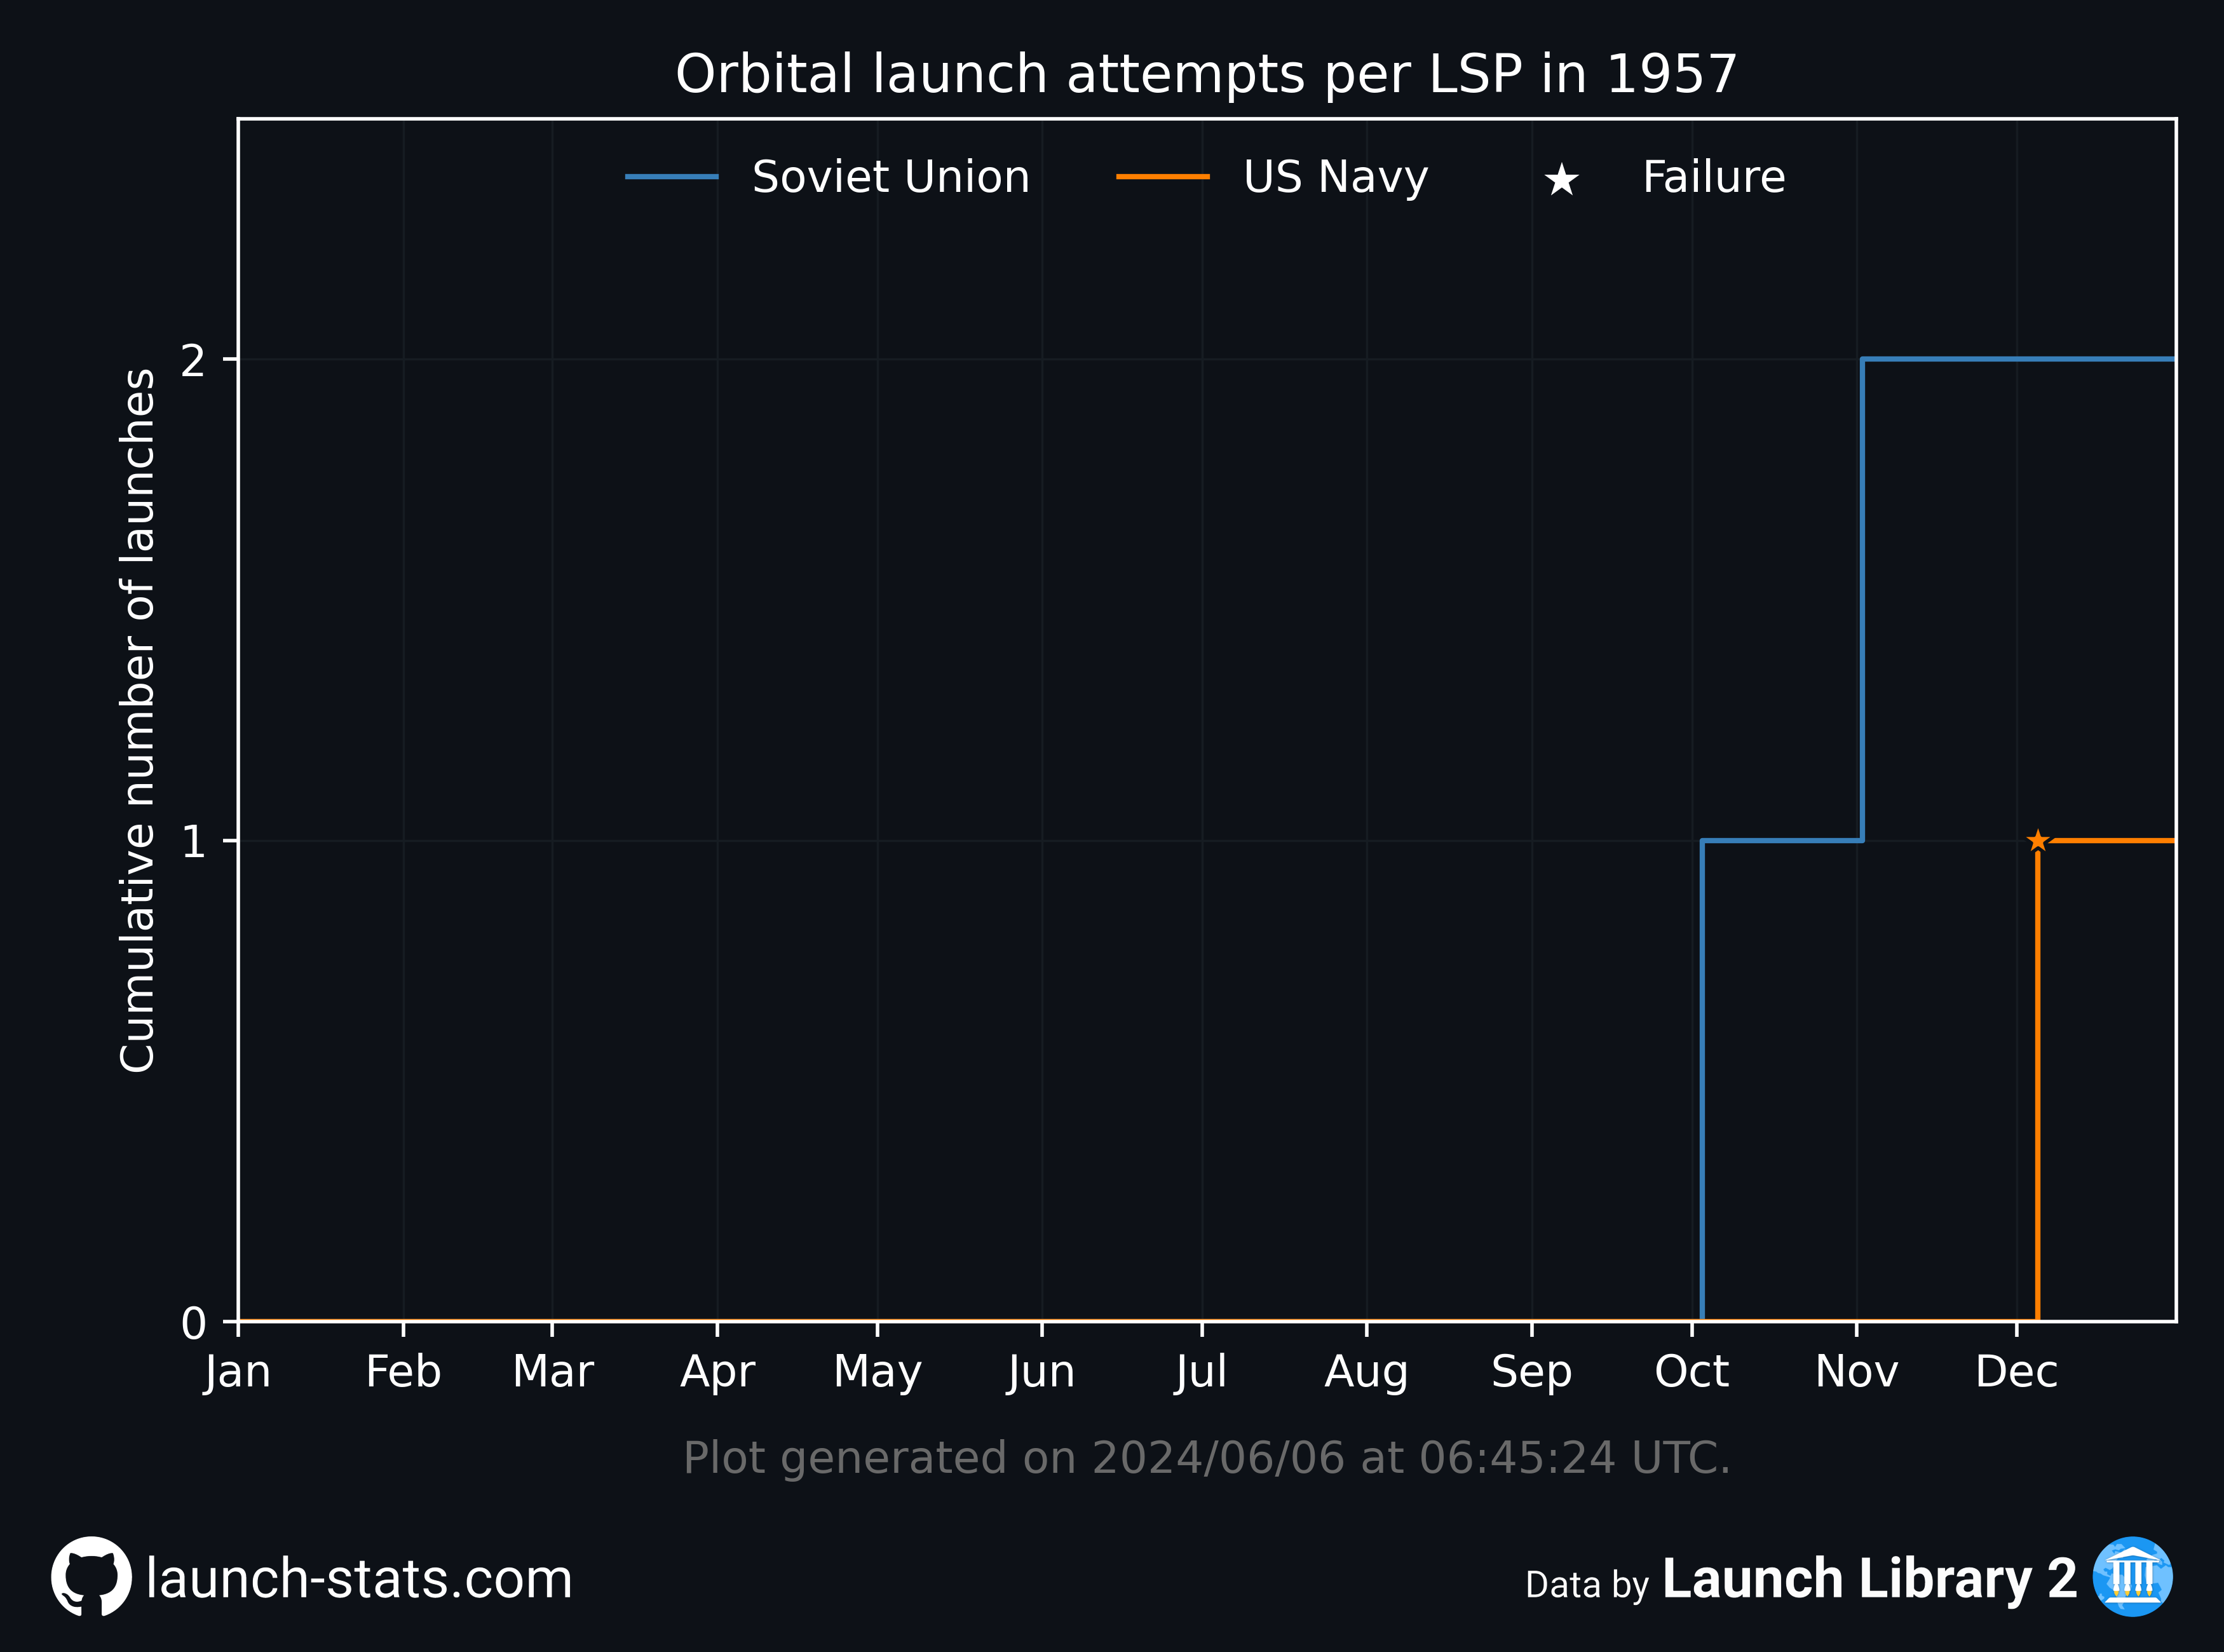 Orbital launch attempts per LSP in 1957
Soviet Union US Navy Failure
Cumulative number of launches
2
1
0
Jan Feb Mar Apr May Jun Jul Aug Sep Oct Nov Dec
Plot generated on 2024/06/06 at 06:45:24 UTC.
launch-stats.com
Data by Launch Library 2